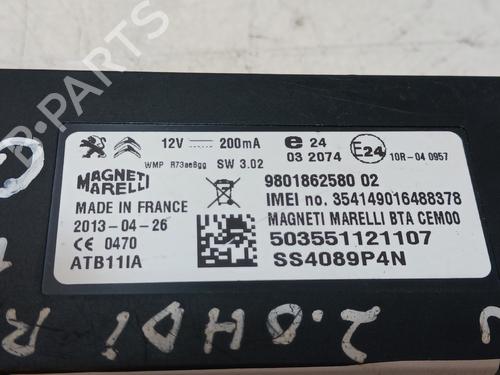 12V 200mA e 24
03 2074 E24 10R-04 0957
WMP R73ae8gg SW 3.02
MAGNETI
MARELLI
9801862580 02
IMEI no. 354149016488378
MADE IN FRANCE
MAGNETI MARELLI BTA CEM00
2013-04-26
503551121107
CE 0470
ATB11IA
SS4089P4N
2.0HDi R
B-PARTS